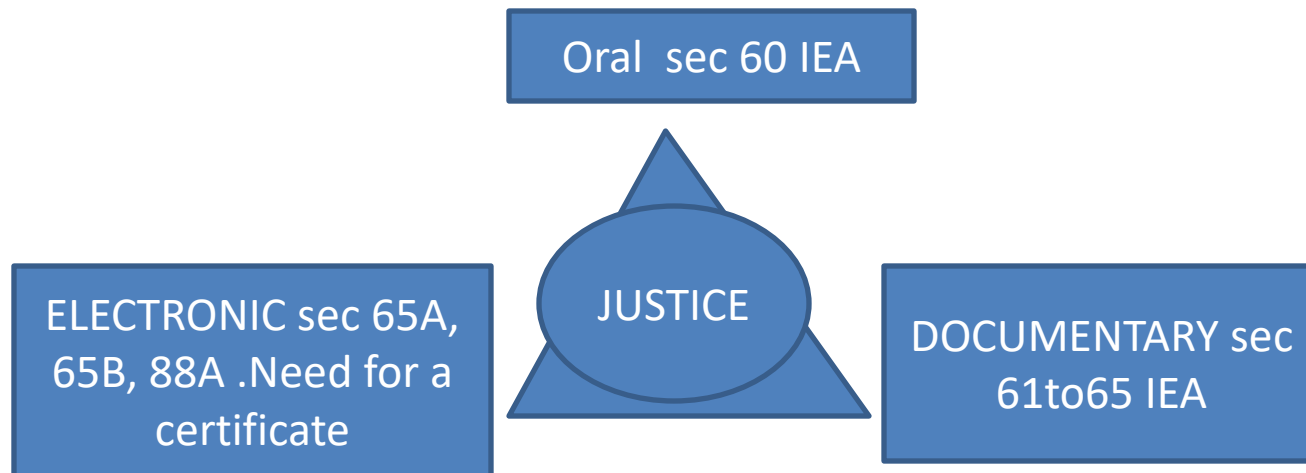 Oral  sec 60 IEA
JUSTICE
ELECTRONIC sec 65A,
65B, 88A .Need for a
certificate
DOCUMENTARY sec
61to65 IEA